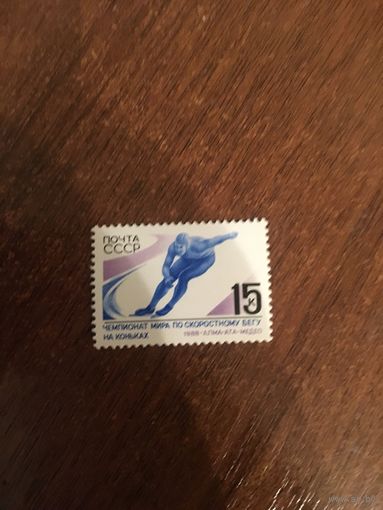 ПОЧТА
СССР
15 к
ЧЕМПИОНАТ МИРА ПО СКОРОСТНОМУ БЕГУ
НА КОНЬКАХ 1988•АЛМА-АТА•МЕДЕО